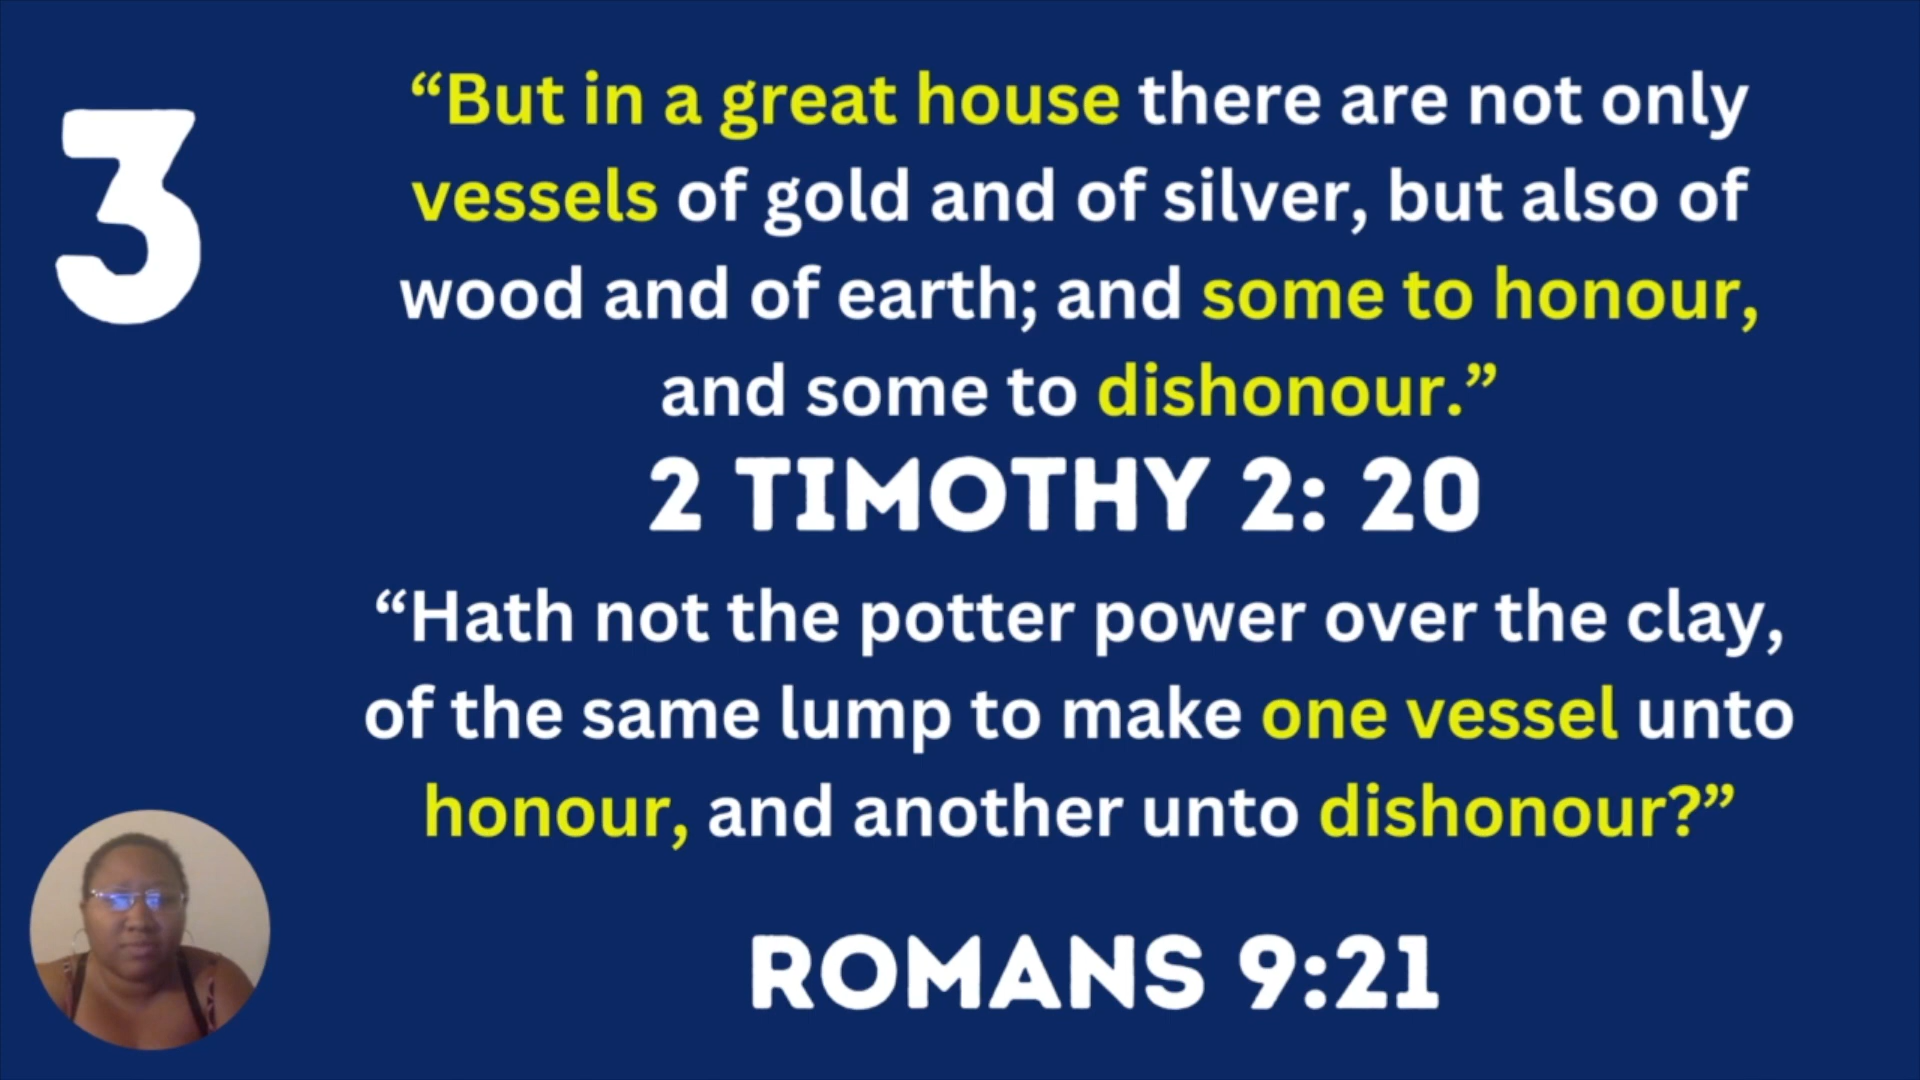 3
“But in a great house there are not only
vessels of gold and of silver, but also of
wood and of earth; and some to honour,
and some to dishonour.”
2 TIMOTHY 2: 20
“Hath not the potter power over the clay,
of the same lump to make one vessel unto
honour, and another unto dishonour?”
ROMANS 9:21